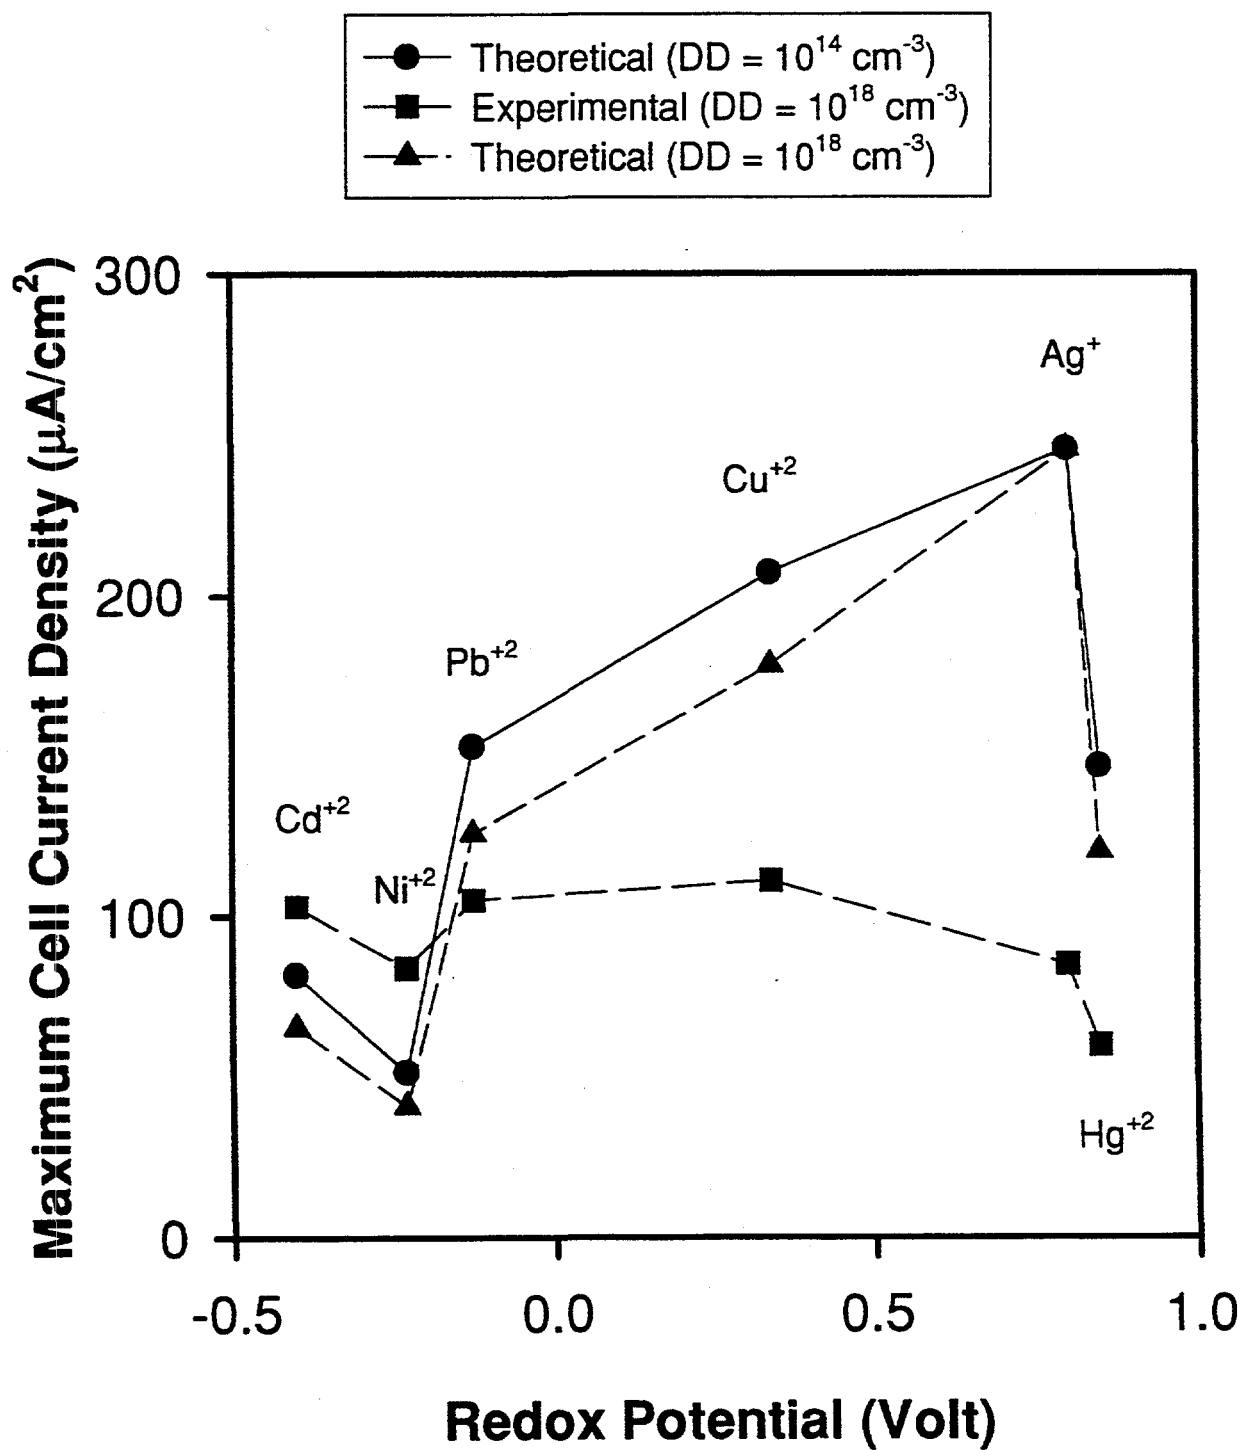 Theoretical (DD = 10¹⁴ cm⁻³)
Experimental (DD = 10¹⁸ cm⁻³)
Theoretical (DD = 10¹⁸ cm⁻³)
Maximum Cell Current Density (µA/cm²)
300
200
100
0
Ag⁺
Cu⁺²
Pb⁺²
Cd⁺²
Ni⁺²
Hg⁺²
-0.5
0.0
0.5
1.0
Redox Potential (Volt)